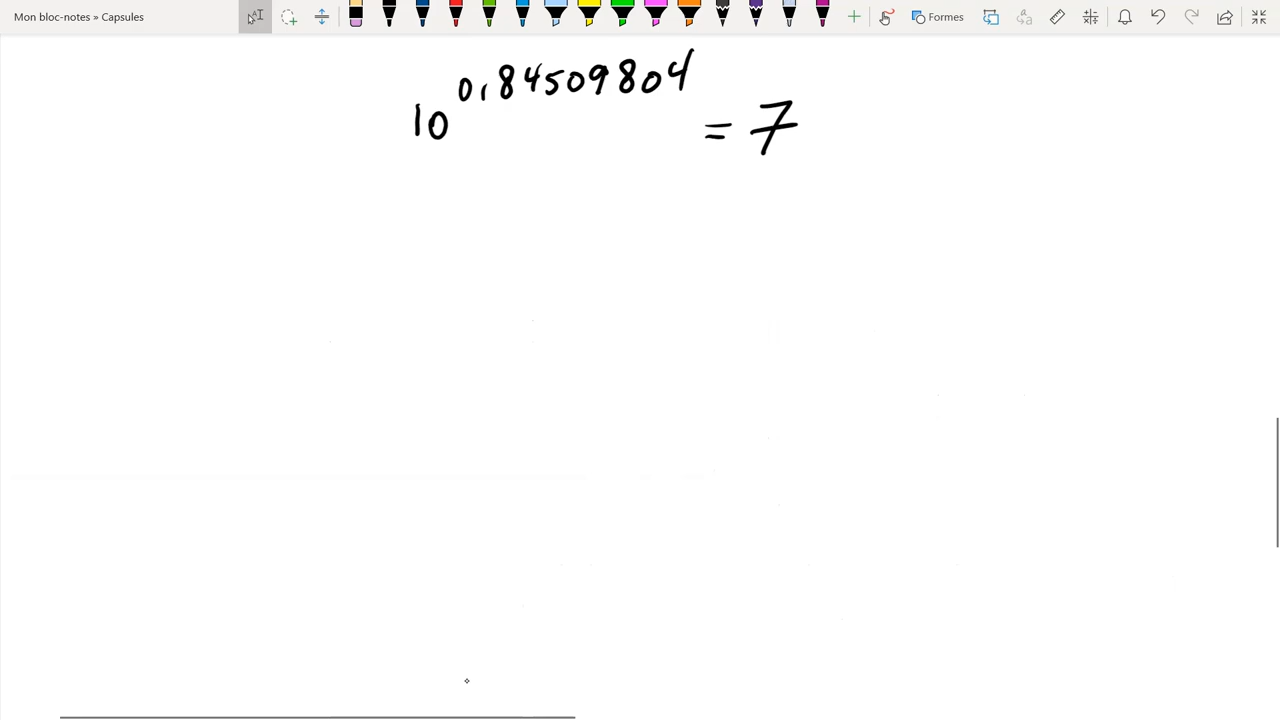 Mon bloc-notes » Capsules
Formes
10^0,84509804 = 7